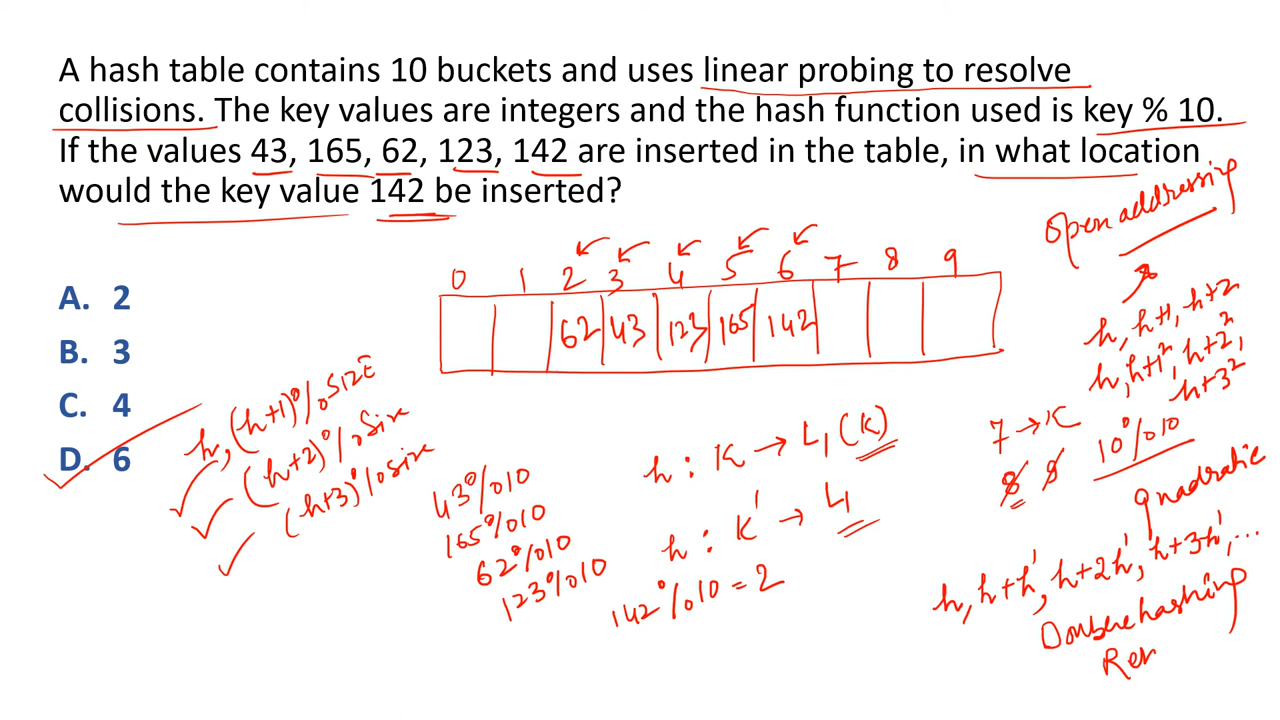 A hash table contains 10 buckets and uses linear probing to resolve
collisions. The key values are integers and the hash function used is key % 10.
If the values 43, 165, 62, 123, 142 are inserted in the table, in what location
would the key value 142 be inserted?
Open addressing
0 1 2 3 4 5 6 7 8 9
62 43 123 165 142
A. 2
B. 3
C. 4
D. 6
h, (h+1)%SIZE
(h+2)%Size
(h+3)%Size
43%10
165%10
62%10
123%10
142%10 = 2
h : K → L1 (K)
h : K' → L1
h, h+1, h+2
h, h+1², h+2²,
h+3²
7 → K
8 9 10%10
Quadratic
h, h+h', h+2h', h+3h', ...
Double hashing
Reh